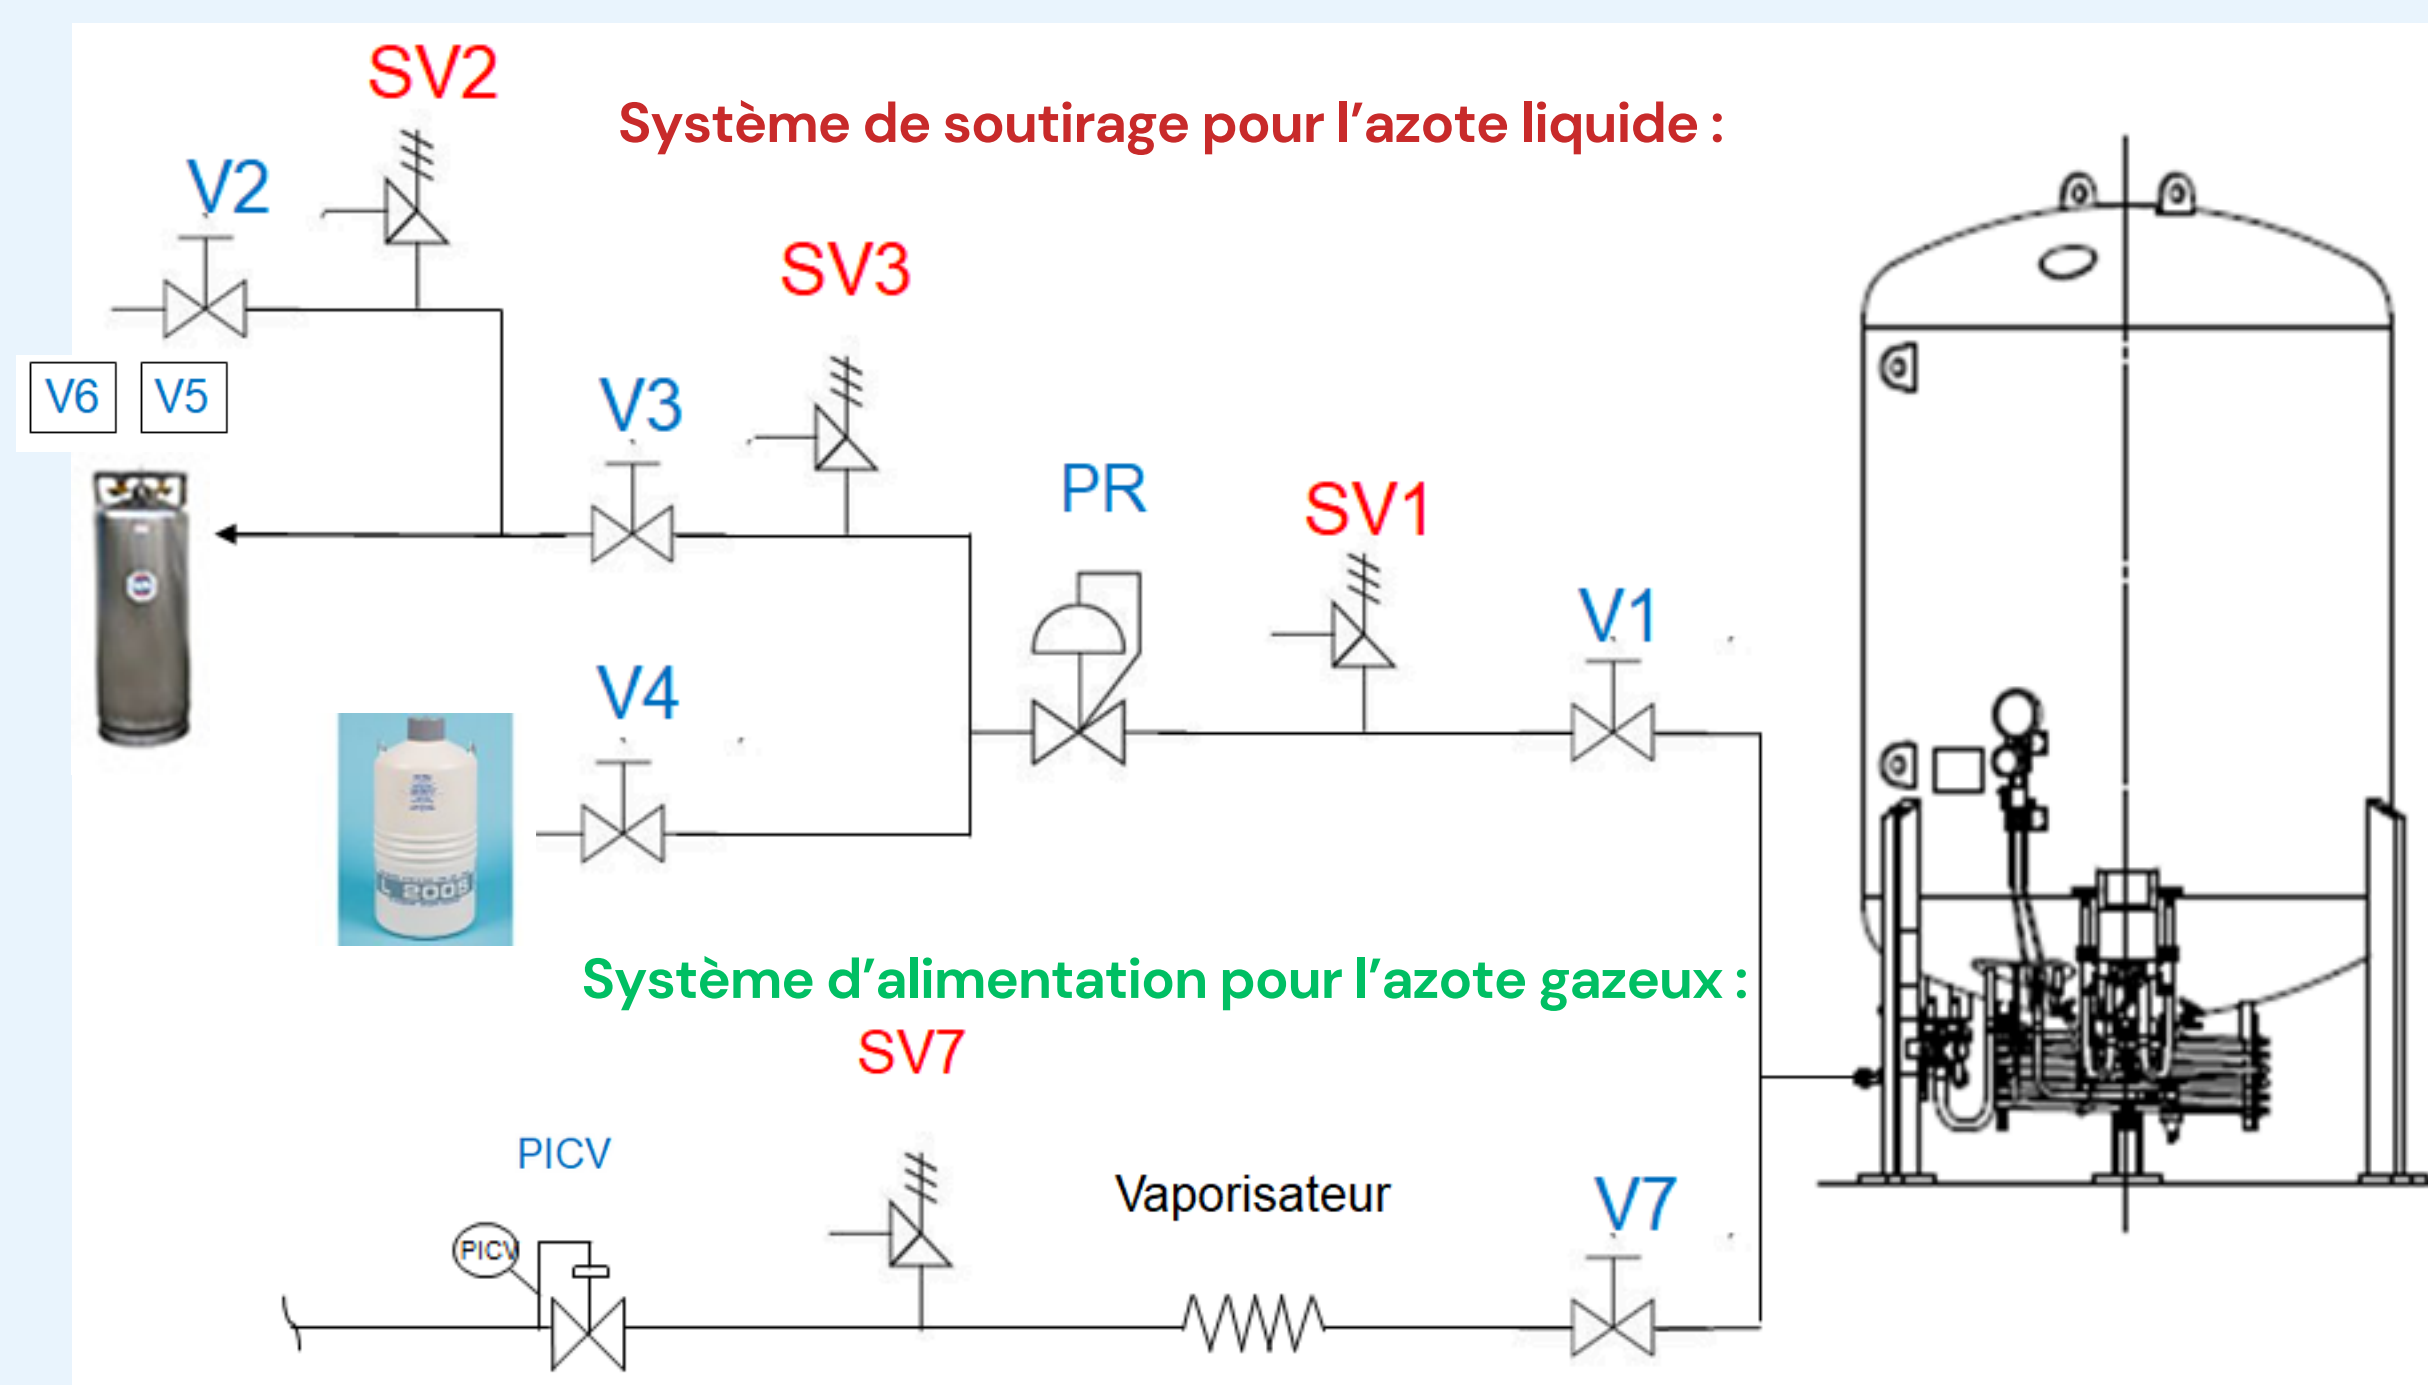 SV2
Système de soutirage pour l’azote liquide :
V2
SV3
V6 V5
V3
PR
SV1
V1
V4
L 2008
Système d’alimentation pour l’azote gazeux :
SV7
PICV
Vaporisateur
V7
PICV